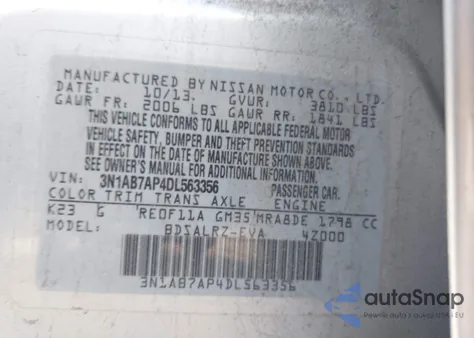 MANUFACTURED BY NISSAN MOTOR CO., LTD.
DATE: 10/13. GVWR: 3810 LBS
GAWR FR: 2006 LBS GAWR RR: 1841 LBS
THIS VEHICLE CONFORMS TO ALL APPLICABLE FEDERAL MOTOR
VEHICLE SAFETY, BUMPER AND THEFT PREVENTION STANDARDS
IN EFFECT ON THE DATE OF MANUFACTURE SHOWN ABOVE.
SEE OWNER'S MANUAL FOR ADDITIONAL INFORMATION.
VIN: 3N1AB7AP4DL563356 PASSENGER CAR.
COLOR TRIM TRANS AXLE ENGINE
K23 G RE0F11A GM35 MRA8DE 1798 CC
MODEL: BDSALRZ-EVA 4Z000
3N1AB7AP4DL563356
autoSnap